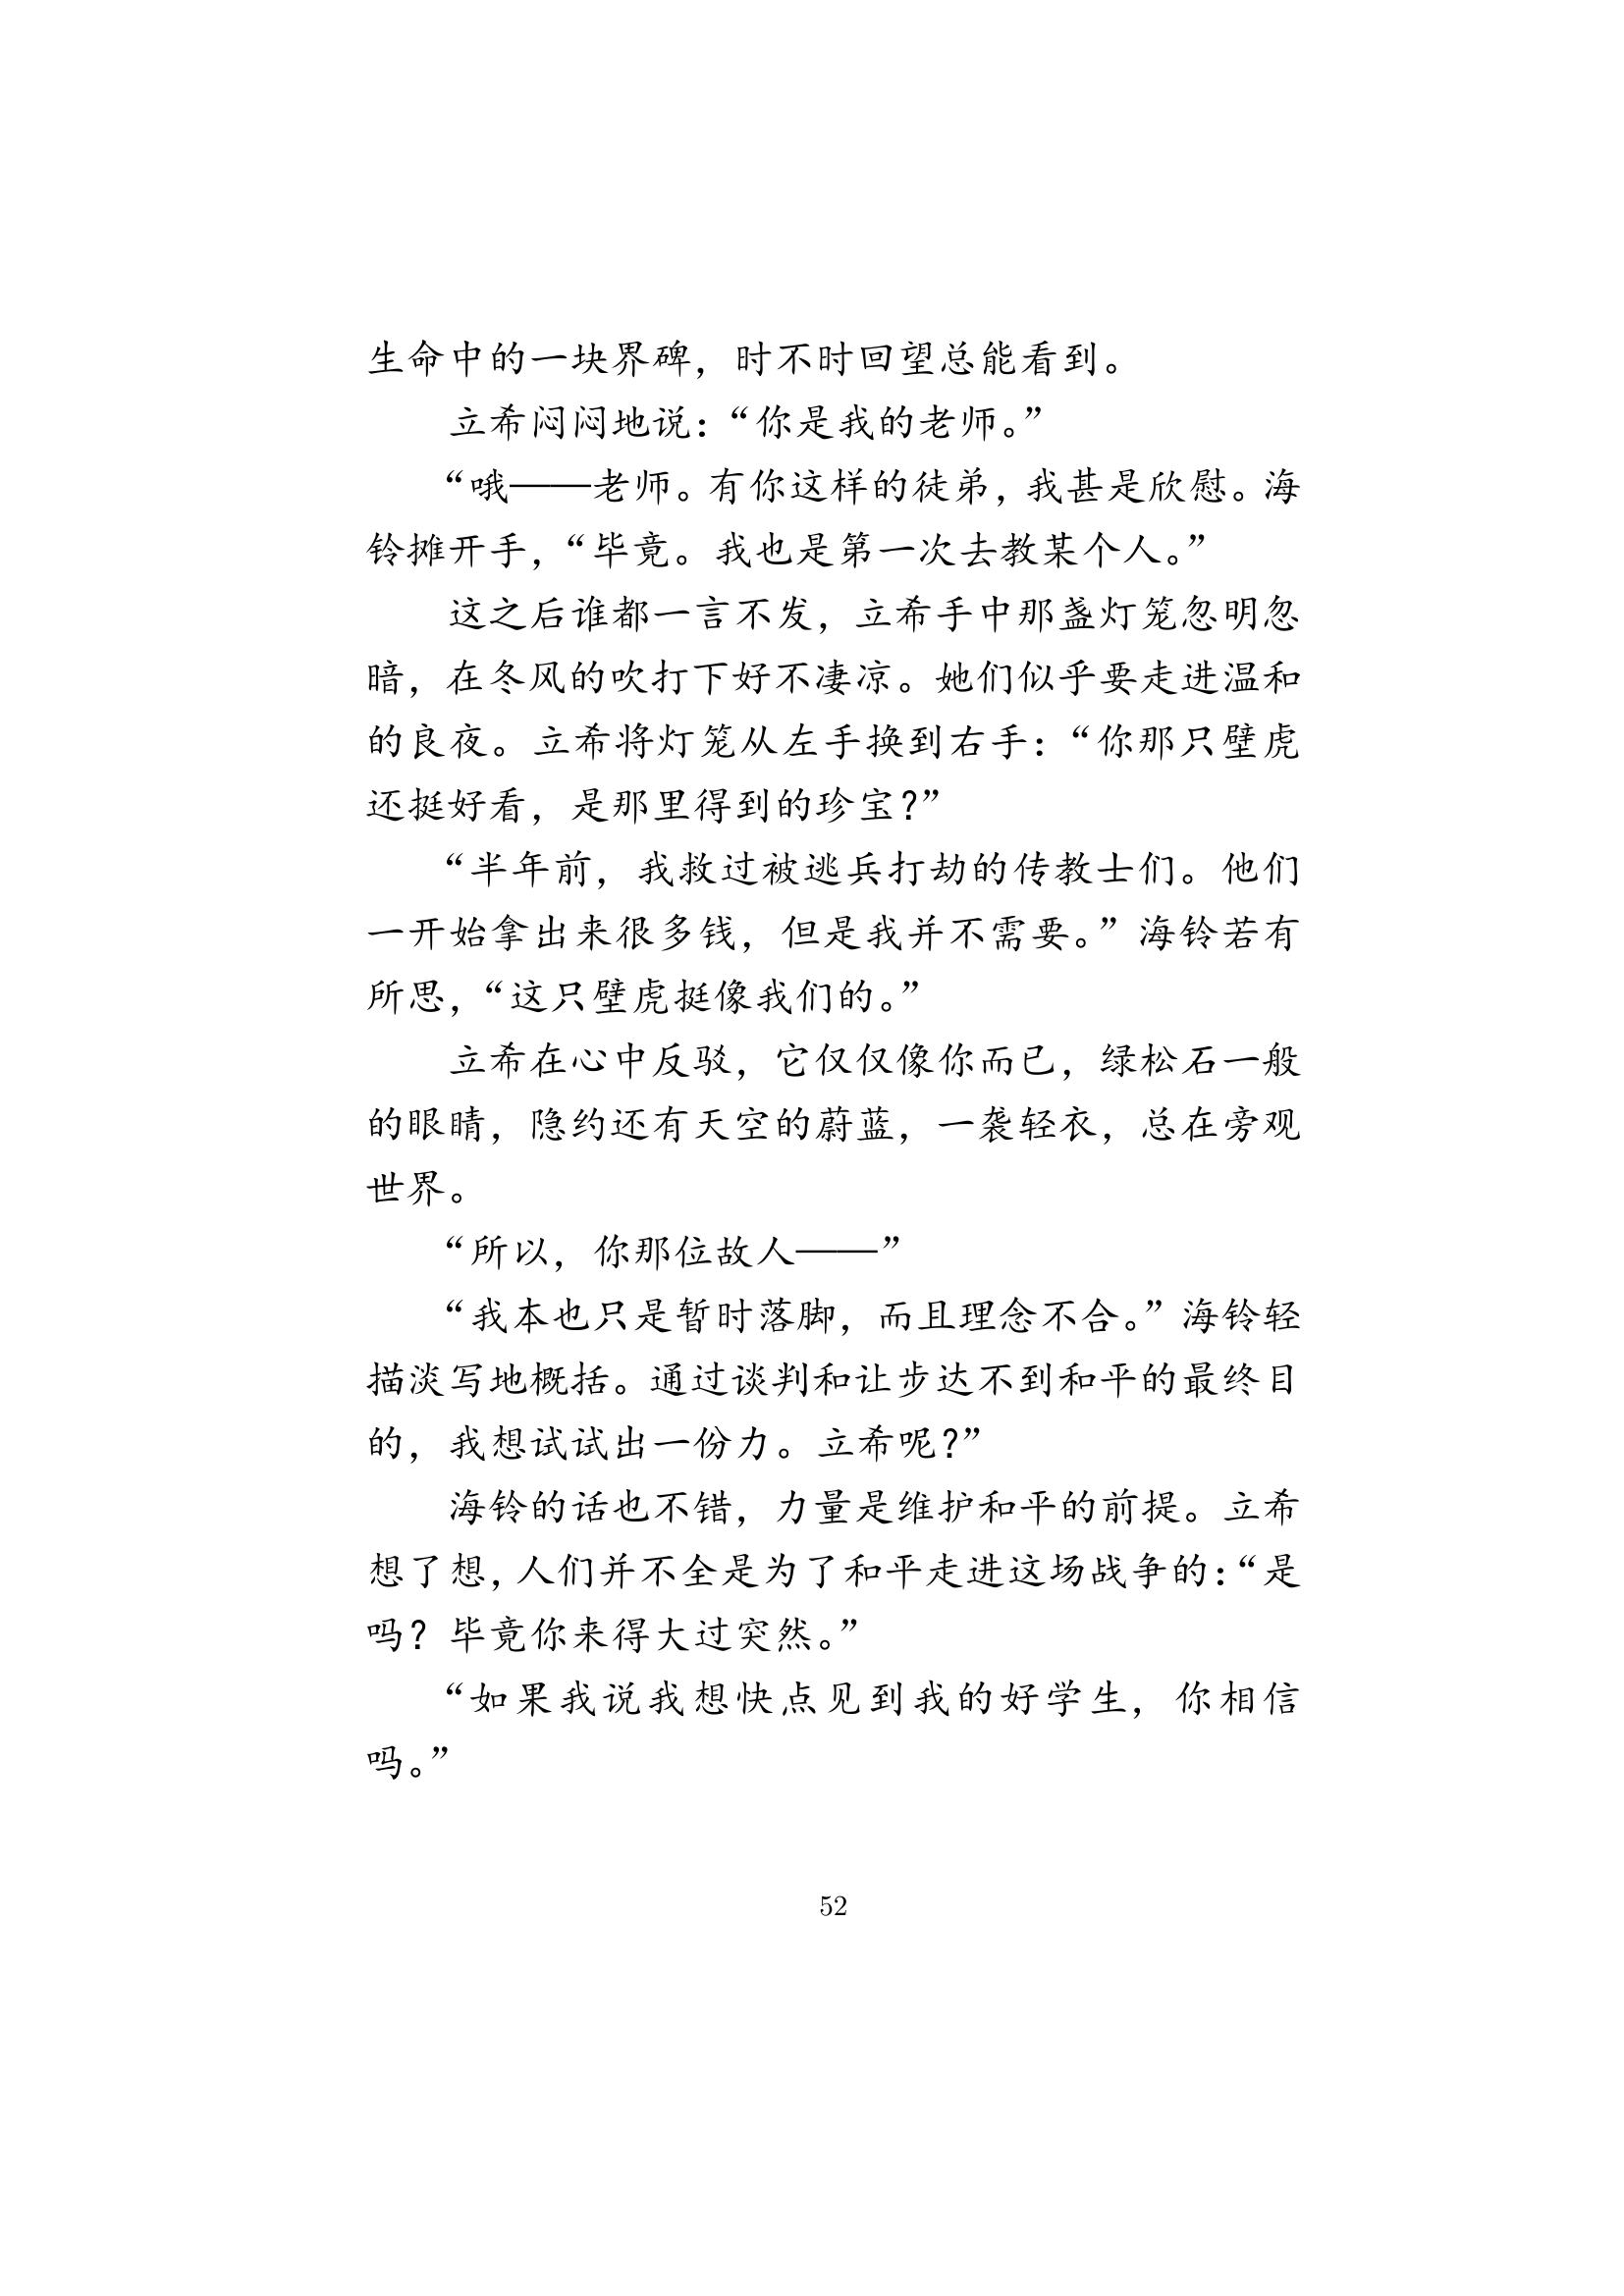 生命中的一块界碑，时不时回望总能看到。
立希闷闷地说：“你是我的老师。”
“哦——老师。有你这样的徒弟，我甚是欣慰。海
铃摊开手，“毕竟。我也是第一次去教某个人。”
这之后谁都一言不发，立希手中那盏灯笼忽明忽
暗，在冬风的吹打下好不凄凉。她们似乎要走进温和
的良夜。立希将灯笼从左手换到右手：“你那只壁虎
还挺好看，是那里得到的珍宝？”
“半年前，我救过被逃兵打劫的传教士们。他们
一开始拿出来很多钱，但是我并不需要。”海铃若有
所思，“这只壁虎挺像我们的。”
立希在心中反驳，它仅仅像你而已，绿松石一般
的眼睛，隐约还有天空的蔚蓝，一袭轻衣，总在旁观
世界。
“所以，你那位故人——”
“我本也只是暂时落脚，而且理念不合。”海铃轻
描淡写地概括。通过谈判和让步达不到和平的最终目
的，我想试试出一份力。立希呢？”
海铃的话也不错，力量是维护和平的前提。立希
想了想，人们并不全是为了和平走进这场战争的：“是
吗？毕竟你来得大过突然。”
“如果我说我想快点见到我的好学生，你相信
吗。”
52